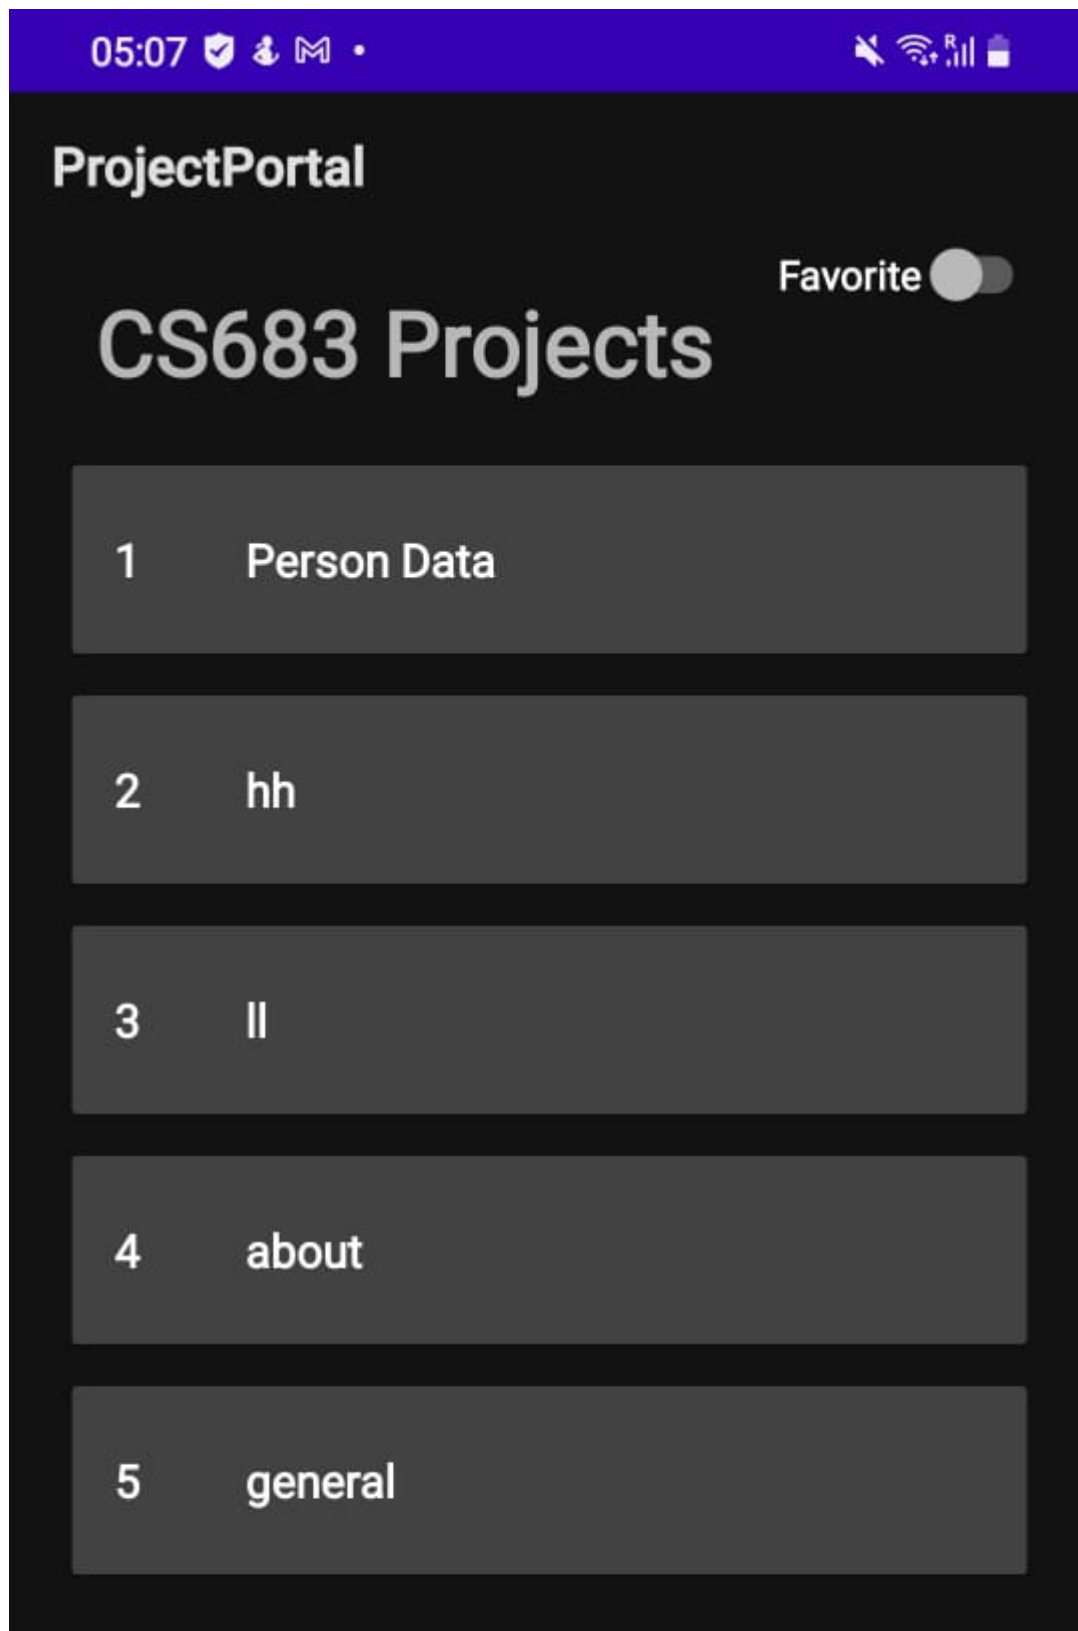 05:07
R
ProjectPortal
Favorite
CS683 Projects
1 Person Data
2 hh
3 ll
4 about
5 general